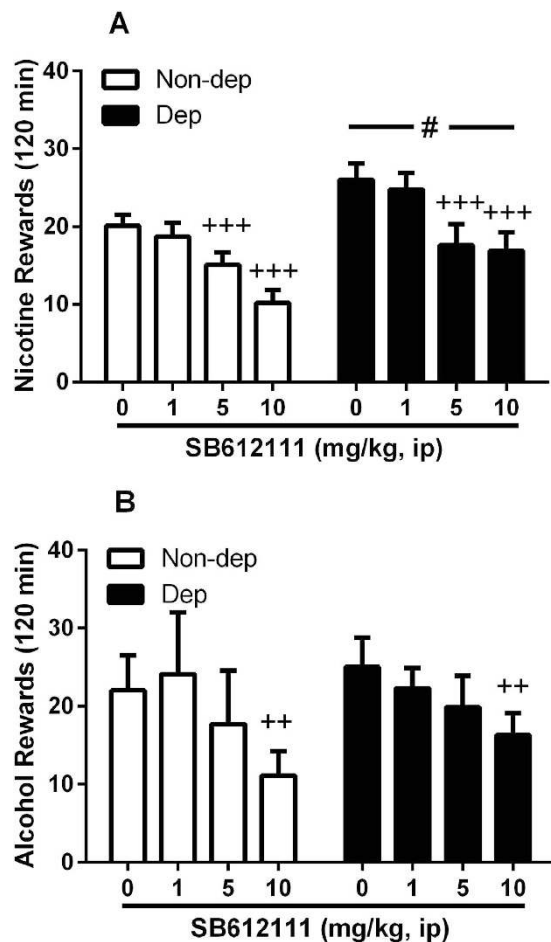 A
Nicotine Rewards (120 min)
40
30
20
10
0
Non-dep
Dep
#
+++
+++
+++
+++
0 1 5 10 0 1 5 10
SB612111 (mg/kg, ip)
B
Alcohol Rewards (120 min)
40
30
20
10
0
Non-dep
Dep
++
++
0 1 5 10 0 1 5 10
SB612111 (mg/kg, ip)